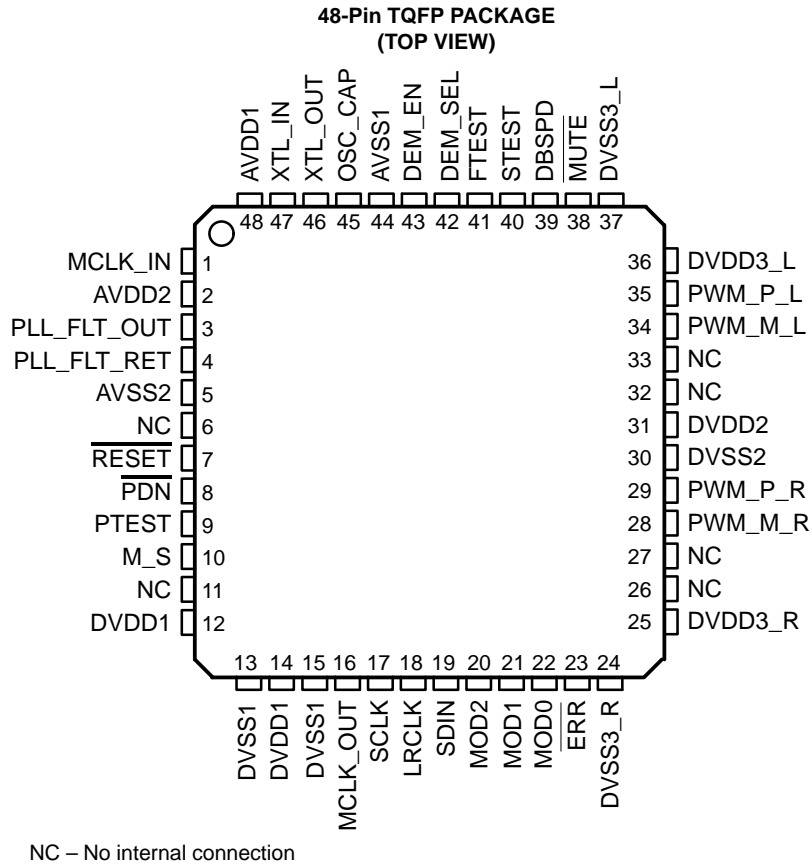 48-Pin TQFP PACKAGE
(TOP VIEW)
AVDD1
XTL_IN
XTL_OUT
OSC_CAP
AVSS1
DEM_EN
DEM_SEL
FTEST
STEST
DBSPD
MUTE
DVSS3_L
48 47 46 45 44 43 42 41 40 39 38 37
MCLK_IN 1
AVDD2 2
PLL_FLT_OUT 3
PLL_FLT_RET 4
AVSS2 5
NC 6
RESET 7
PDN 8
PTEST 9
M_S 10
NC 11
DVDD1 12
36 DVDD3_L
35 PWM_P_L
34 PWM_M_L
33 NC
32 NC
31 DVDD2
30 DVSS2
29 PWM_P_R
28 PWM_M_R
27 NC
26 NC
25 DVDD3_R
13 14 15 16 17 18 19 20 21 22 23 24
DVSS1
DVDD1
DVSS1
MCLK_OUT
SCLK
LRCLK
SDIN
MOD2
MOD1
MOD0
ERR
DVSS3_R
NC – No internal connection